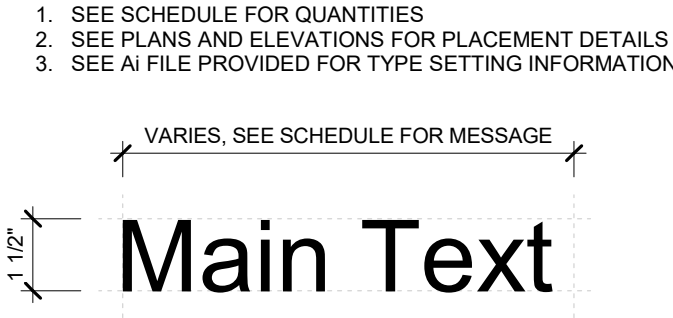 1. SEE SCHEDULE FOR QUANTITIES
2. SEE PLANS AND ELEVATIONS FOR PLACEMENT DETAILS
3. SEE Ai FILE PROVIDED FOR TYPE SETTING INFORMATION
VARIES, SEE SCHEDULE FOR MESSAGE
1 1/2"
Main Text